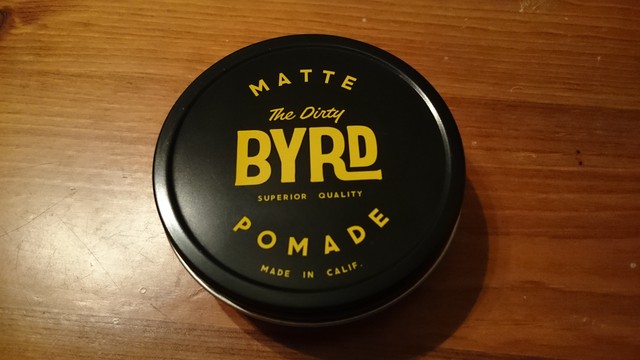 MATTE
The Dirty
BYRD
SUPERIOR QUALITY
POMADE
MADE IN CALIF.